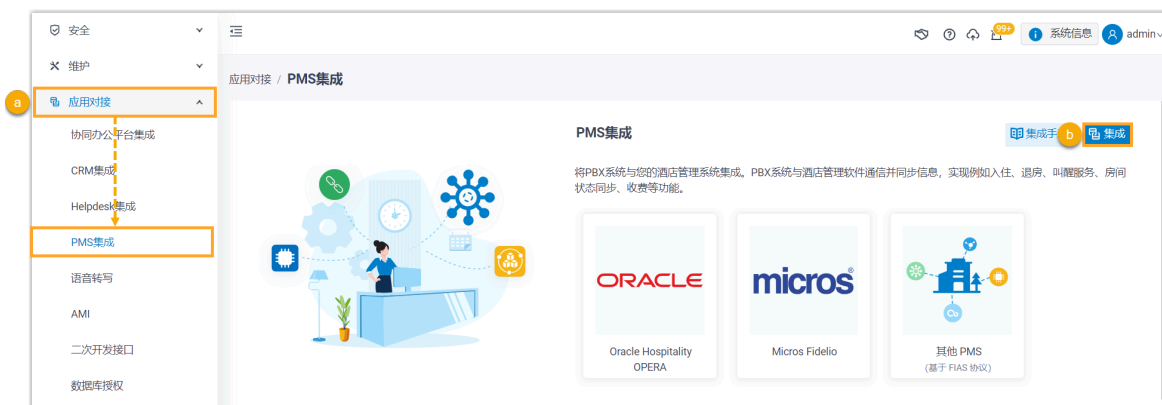 安全
99+
系统信息
admin
维护
应用对接 / PMS集成
a
应用对接
协同办公平台集成
CRM集成
Helpdesk集成
PMS集成
语音转写
AMI
二次开发接口
数据库授权
PMS集成
集成手
b
集成
将PBX系统与您的酒店管理系统集成。PBX系统与酒店管理软件通信并同步信息，实现例如入住、退房、叫醒服务、房间
状态同步、收费等功能。
ORACLE
micros
Co
Oracle Hospitality
OPERA
Micros Fidelio
其他 PMS
(基于 FIAS 协议)